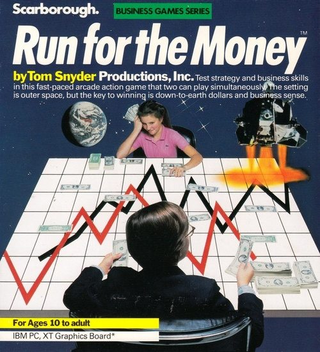 Scarborough. BUSINESS GAMES SERIES
Run for the Money™
by Tom Snyder Productions, Inc. Test strategy and business skills
in this fast-paced arcade action game that two can play simultaneously. The setting
is outer space, but the key to winning is down-to-earth dollars and business sense.
For Ages 10 to adult
IBM PC, XT Graphics Board*